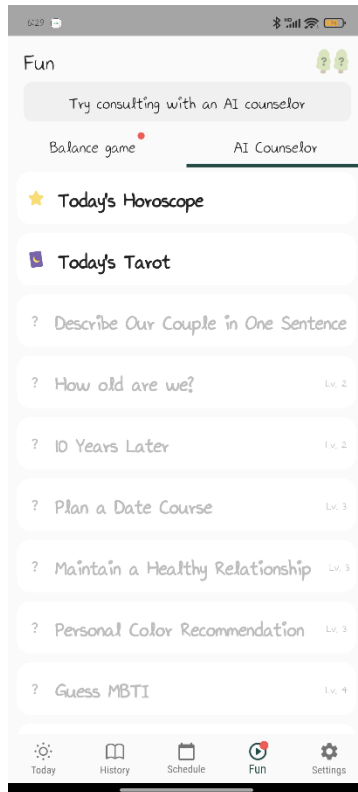 6:29
Fun
? ?
Try consulting with an AI counselor
Balance game
AI Counselor
Today's Horoscope
Today's Tarot
? Describe Our Couple in One Sentence
? How old are we? Lv. 2
? 10 Years Later Lv. 2
? Plan a Date Course Lv. 3
? Maintain a Healthy Relationship Lv. 3
? Personal Color Recommendation Lv. 3
? Guess MBTI Lv. 4
Today History Schedule Fun Settings